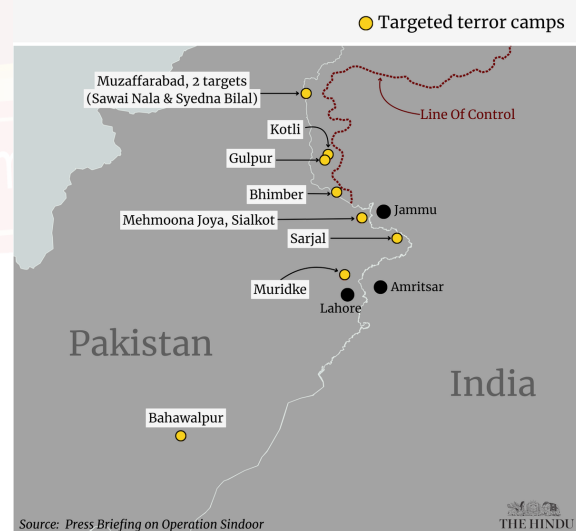 Targeted terror camps
Muzaffarabad, 2 targets
(Sawai Nala & Syedna Bilal)
Line Of Control
Kotli
Gulpur
Bhimber
Jammu
Mehmoona Joya, Sialkot
Sarjal
Muridke
Amritsar
Lahore
Pakistan
India
Bahawalpur
Source: Press Briefing on Operation Sindoor
THE HINDU